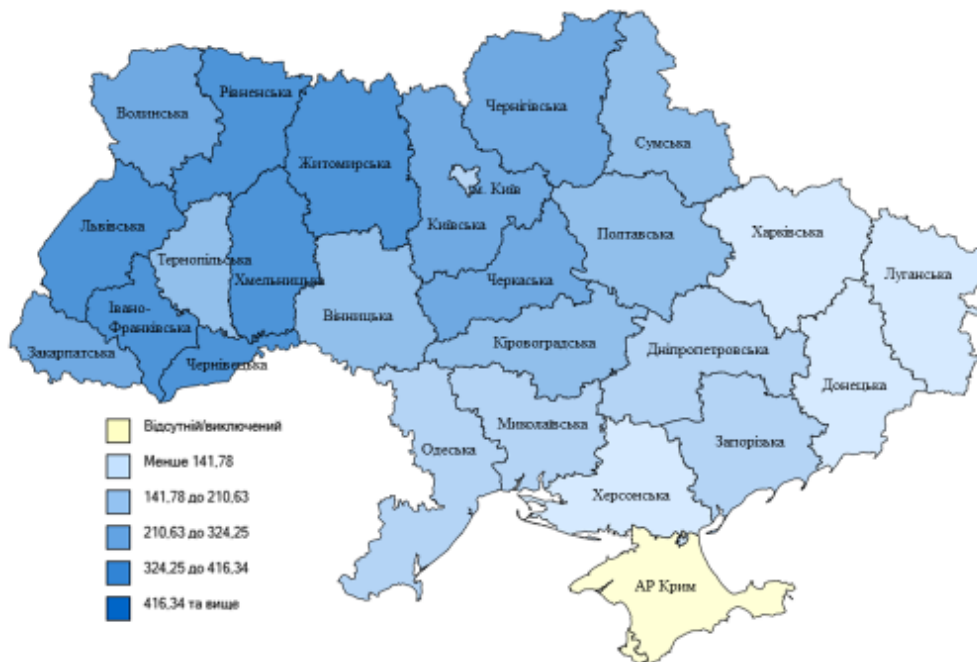 Рівненська
Волинська
Чернігівська
Сумська
Житомирська
м. Київ
Київська
Львівська
Тернопільська
Хмельницька
Черкаська
Полтавська
Харківська
Луганська
Івано-
Франківська
Закарпатська
Чернівецька
Вінницька
Кіровоградська
Дніпропетровська
Донецька
Одеська
Миколаївська
Запорізька
Херсонська
АР Крим
Відсутній/виключений
Менше 141,78
141,78 до 210,63
210,63 до 324,25
324,25 до 416,34
416,34 та вище